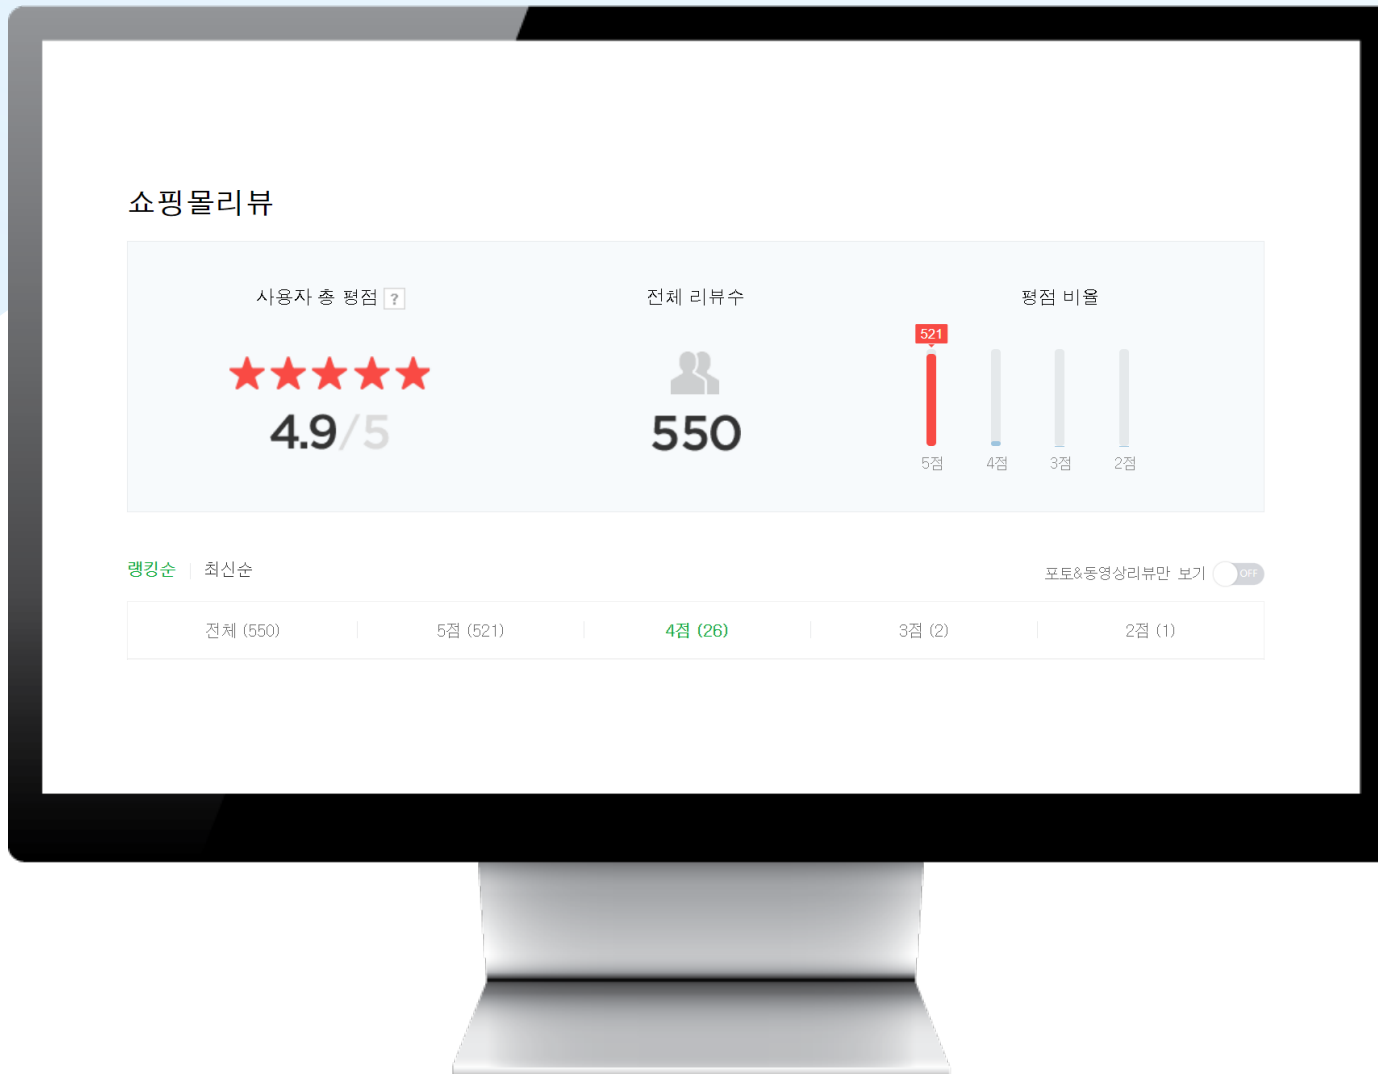 쇼핑몰리뷰
사용자 총 평점 ?
전체 리뷰수
평점 비율
521
4.9/5
550
5점 4점 3점 2점
랭킹순 최신순
포토&동영상리뷰만 보기 OFF
전체 (550) 5점 (521) 4점 (26) 3점 (2) 2점 (1)